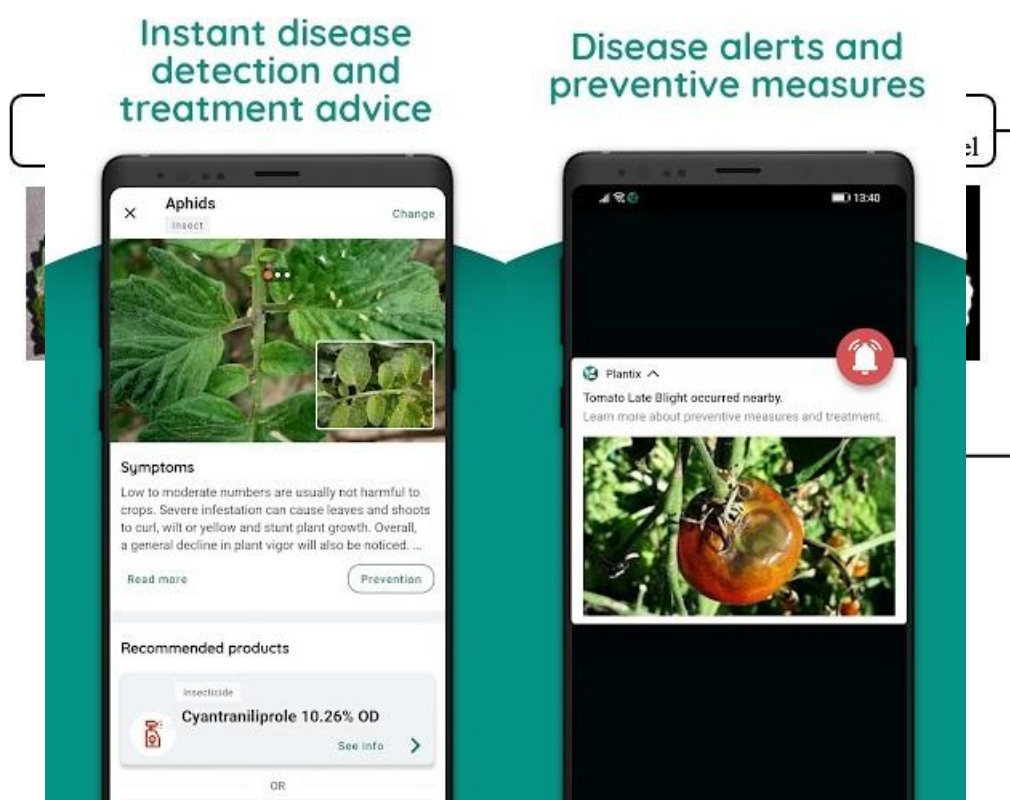 Instant disease
detection and
treatment advice
Aphids
Insect
Change
Symptoms
Low to moderate numbers are usually not harmful to
crops. Severe infestation can cause leaves and shoots
to curl, wilt or yellow and stunt plant growth. Overall,
a general decline in plant vigor will also be noticed. ...
Read more
Prevention
Recommended products
Insecticide
Cyantraniliprole 10.26% OD
See info
OR
Disease alerts and
preventive measures
13:40
Plantix
Tomato Late Blight occurred nearby.
Learn more about preventive measures and treatment.
el